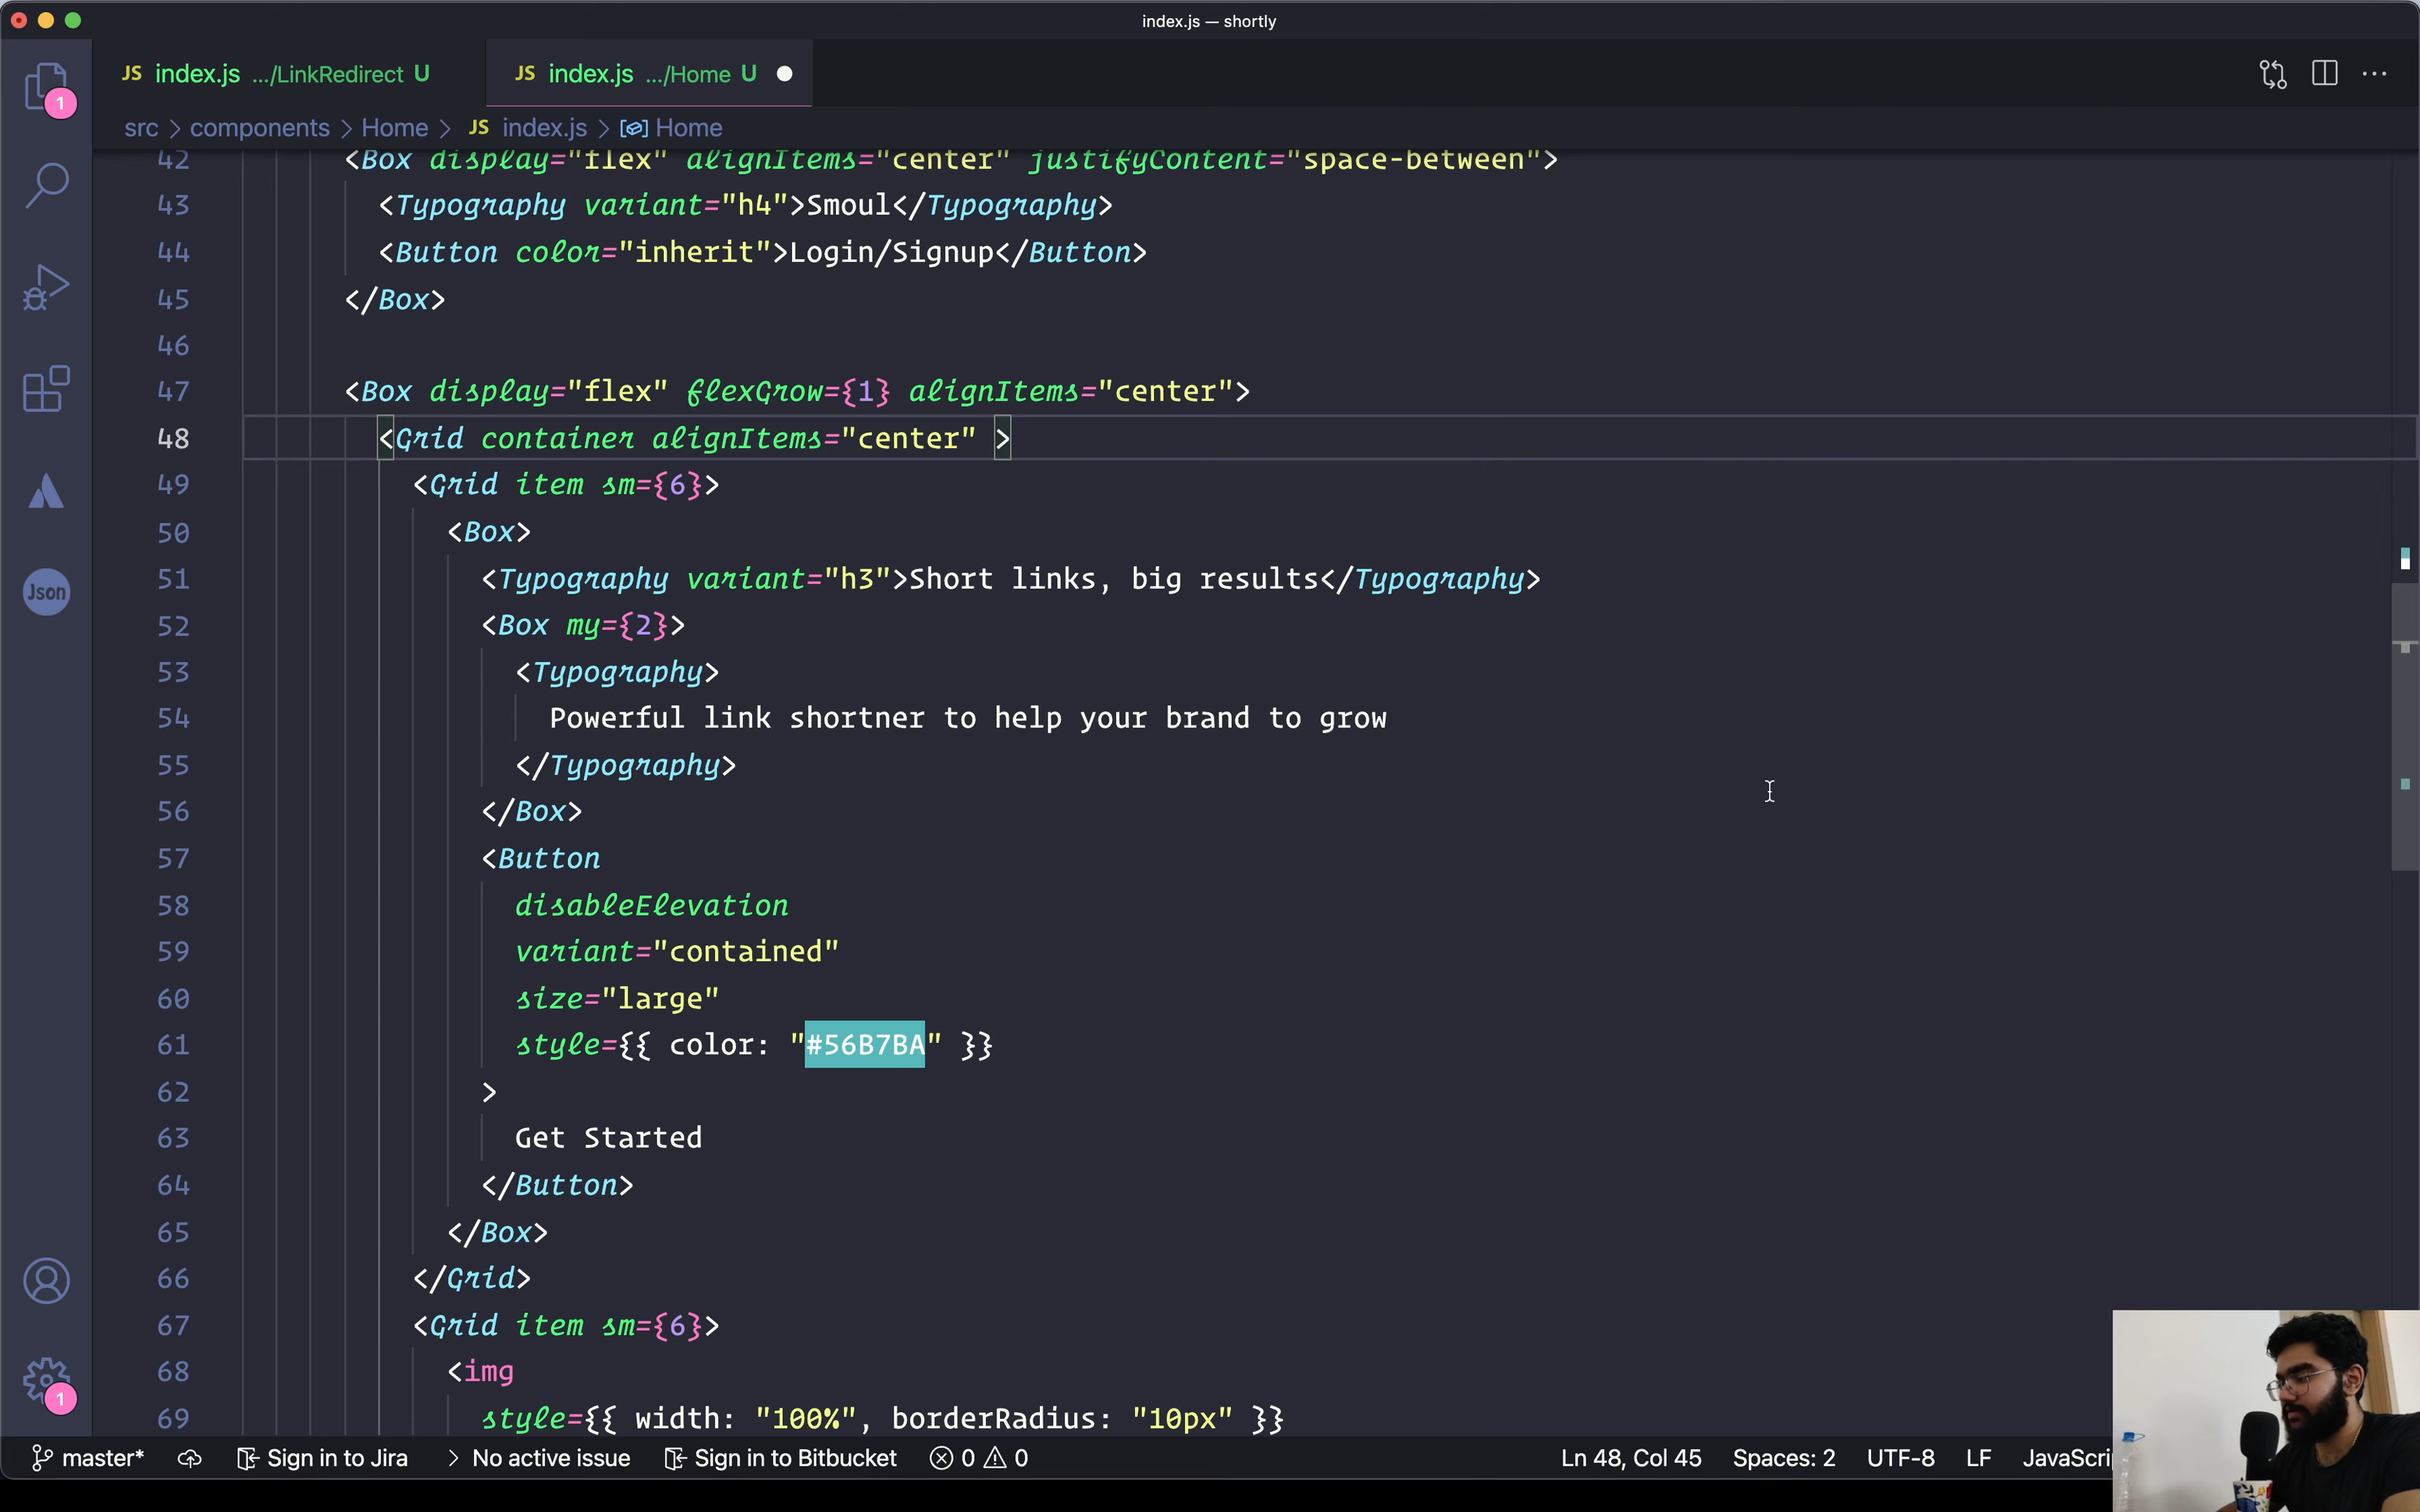 index.js — shortly
JS index.js .../LinkRedirect U
JS index.js .../Home U
src > components > Home > JS index.js > Home
42 <Box display="flex" alignItems="center" justifyContent="space-between">
43 <Typography variant="h4">Smoul</Typography>
44 <Button color="inherit">Login/Signup</Button>
45 </Box>
46
47 <Box display="flex" flexGrow={1} alignItems="center">
48 <Grid container alignItems="center" >
49 <Grid item sm={6}>
50 <Box>
51 <Typography variant="h3">Short links, big results</Typography>
52 <Box my={2}>
53 <Typography>
54 Powerful link shortner to help your brand to grow
55 </Typography>
56 </Box>
57 <Button
58 disableElevation
59 variant="contained"
60 size="large"
61 style={{ color: "#56B7BA" }}
62 >
63 Get Started
64 </Button>
65 </Box>
66 </Grid>
67 <Grid item sm={6}>
68 <img
69 style={{ width: "100%", borderRadius: "10px" }}
1
Json
1
master* Sign in to Jira > No active issue Sign in to Bitbucket 0 0 Ln 48, Col 45 Spaces: 2 UTF-8 LF JavaScri